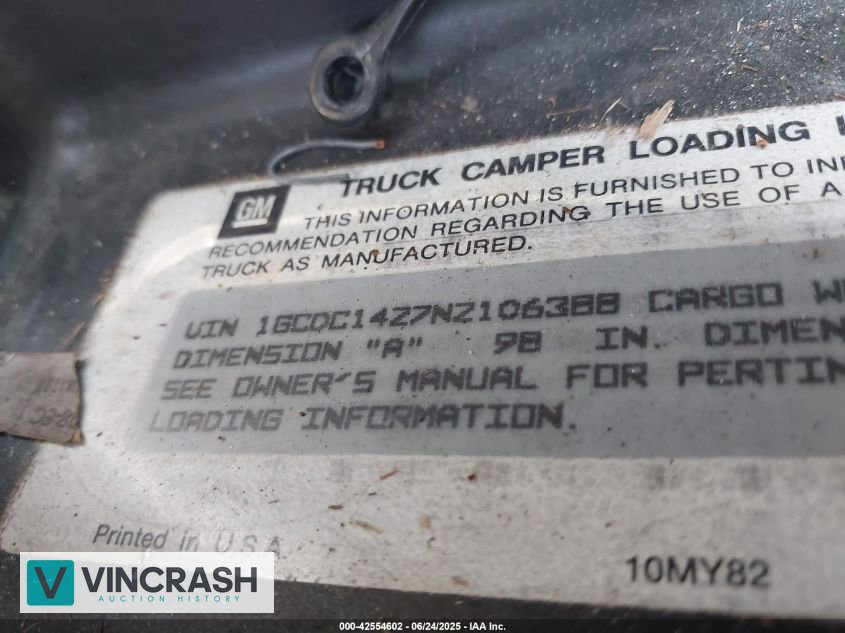 GM TRUCK CAMPER LOADING
THIS INFORMATION IS FURNISHED TO
RECOMMENDATION REGARDING THE USE OF A
TRUCK AS MANUFACTURED.
VIN 1GCDC14Z7NZ106388 CARGO
DIMENSION "A" 98 IN.
SEE OWNER'S MANUAL FOR
LOADING INFORMATION.
Printed in U.S.A.
10MY82
VINCRASH
AUCTION HISTORY
000-42554602 - 06/24/2025 - IAA Inc.